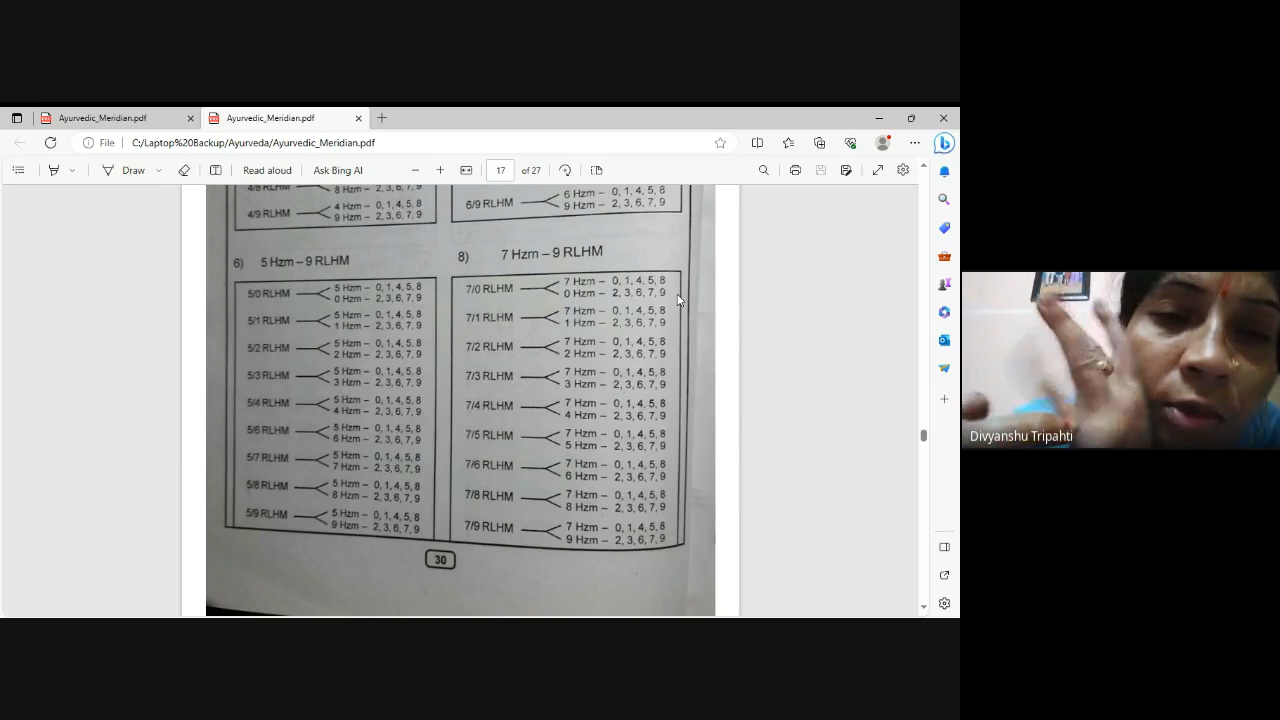 Ayurvedic_Meridian.pdf
Ayurvedic_Meridian.pdf
File
C:/Laptop%20Backup/Ayurveda/Ayurvedic_Meridian.pdf
Draw
Read aloud
Ask Bing AI
17 of 27
4/8 RLHM
8 Hzm – 2, 3, 6, 7, 9
4/9 RLHM
4 Hzm – 0, 1, 4, 5, 8
9 Hzm – 2, 3, 6, 7, 9
6/9 RLHM
6 Hzm – 0, 1, 4, 5, 8
9 Hzm – 2, 3, 6, 7, 9
6) 5 Hzm – 9 RLHM
5/0 RLHM
5 Hzm – 0, 1, 4, 5, 8
0 Hzm – 2, 3, 6, 7, 9
5/1 RLHM
5 Hzm – 0, 1, 4, 5, 8
1 Hzm – 2, 3, 6, 7, 9
5/2 RLHM
5 Hzm – 0, 1, 4, 5, 8
2 Hzm – 2, 3, 6, 7, 9
5/3 RLHM
5 Hzm – 0, 1, 4, 5, 8
3 Hzm – 2, 3, 6, 7, 9
5/4 RLHM
5 Hzm – 0, 1, 4, 5, 8
4 Hzm – 2, 3, 6, 7, 9
5/6 RLHM
5 Hzm – 0, 1, 4, 5, 8
6 Hzm – 2, 3, 6, 7, 9
5/7 RLHM
5 Hzm – 0, 1, 4, 5, 8
7 Hzm – 2, 3, 6, 7, 9
5/8 RLHM
5 Hzm – 0, 1, 4, 5, 8
8 Hzm – 2, 3, 6, 7, 9
5/9 RLHM
5 Hzm – 0, 1, 4, 5, 8
9 Hzm – 2, 3, 6, 7, 9
8) 7 Hzm – 9 RLHM
7/0 RLHM
7 Hzm – 0, 1, 4, 5, 8
0 Hzm – 2, 3, 6, 7, 9
7/1 RLHM
7 Hzm – 0, 1, 4, 5, 8
1 Hzm – 2, 3, 6, 7, 9
7/2 RLHM
7 Hzm – 0, 1, 4, 5, 8
2 Hzm – 2, 3, 6, 7, 9
7/3 RLHM
7 Hzm – 0, 1, 4, 5, 8
3 Hzm – 2, 3, 6, 7, 9
7/4 RLHM
7 Hzm – 0, 1, 4, 5, 8
4 Hzm – 2, 3, 6, 7, 9
7/5 RLHM
7 Hzm – 0, 1, 4, 5, 8
5 Hzm – 2, 3, 6, 7, 9
7/6 RLHM
7 Hzm – 0, 1, 4, 5, 8
6 Hzm – 2, 3, 6, 7, 9
7/8 RLHM
7 Hzm – 0, 1, 4, 5, 8
8 Hzm – 2, 3, 6, 7, 9
7/9 RLHM
7 Hzm – 0, 1, 4, 5, 8
9 Hzm – 2, 3, 6, 7, 9
30
Divyanshu Tripahti